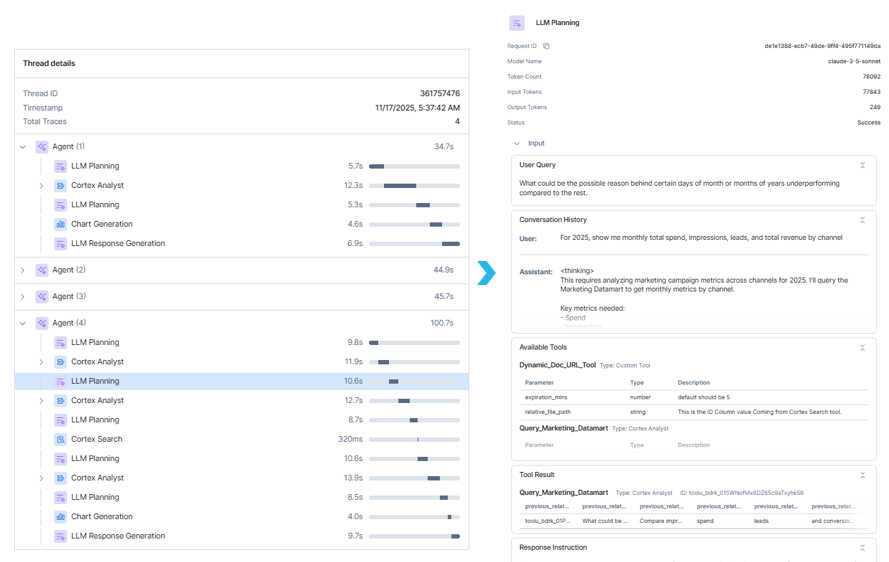 Thread details
Thread ID 361757476
Timestamp 11/17/2025, 5:37:42 AM
Total Traces 4
Agent (1) 34.7s
LLM Planning 5.7s
Cortex Analyst 12.3s
LLM Planning 5.3s
Chart Generation 4.6s
LLM Response Generation 6.9s
Agent (2) 44.9s
Agent (3) 45.7s
Agent (4) 100.7s
LLM Planning 9.8s
Cortex Analyst 11.9s
LLM Planning 10.6s
Cortex Analyst 12.7s
LLM Planning 8.7s
Cortex Search 320ms
LLM Planning 10.6s
Cortex Analyst 13.9s
LLM Planning 8.5s
Chart Generation 4.0s
LLM Response Generation 9.7s
LLM Planning
Request ID de1e1388-ecb7-49de-9ff4-495f771149da
Model Name claude-3-5-sonnet
Token Count 78092
Input Tokens 77843
Output Tokens 249
Status Success
Input
User Query
What could be the possible reason behind certain days of month or months of years underperforming
compared to the rest.
Conversation History
User: For 2025, show me monthly total spend, impressions, leads, and total revenue by channel
Assistant: <thinking>
This requires analyzing marketing campaign metrics across channels for 2025. I'll query the
Marketing Datamart to get monthly metrics by channel.
Key metrics needed:
- Spend
- Impressions
Available Tools
Dynamic_Doc_URL_Tool Type: Custom Tool
Parameter Type Description
expiration_mins number default should be 5
relative_file_path string This is the ID Column value Coming from Cortex Search tool.
Query_Marketing_Datamart Type: Cortex Analyst
Parameter Type Description
Tool Result
Query_Marketing_Datamart Type: Cortex Analyst
previous_relat... previous_relat... previous_relat... previous_relat... previous_relat... previous_relat...
toolu_bdrk_01P... What could be ... Compare impr... spend leads and conversio...
Response Instruction